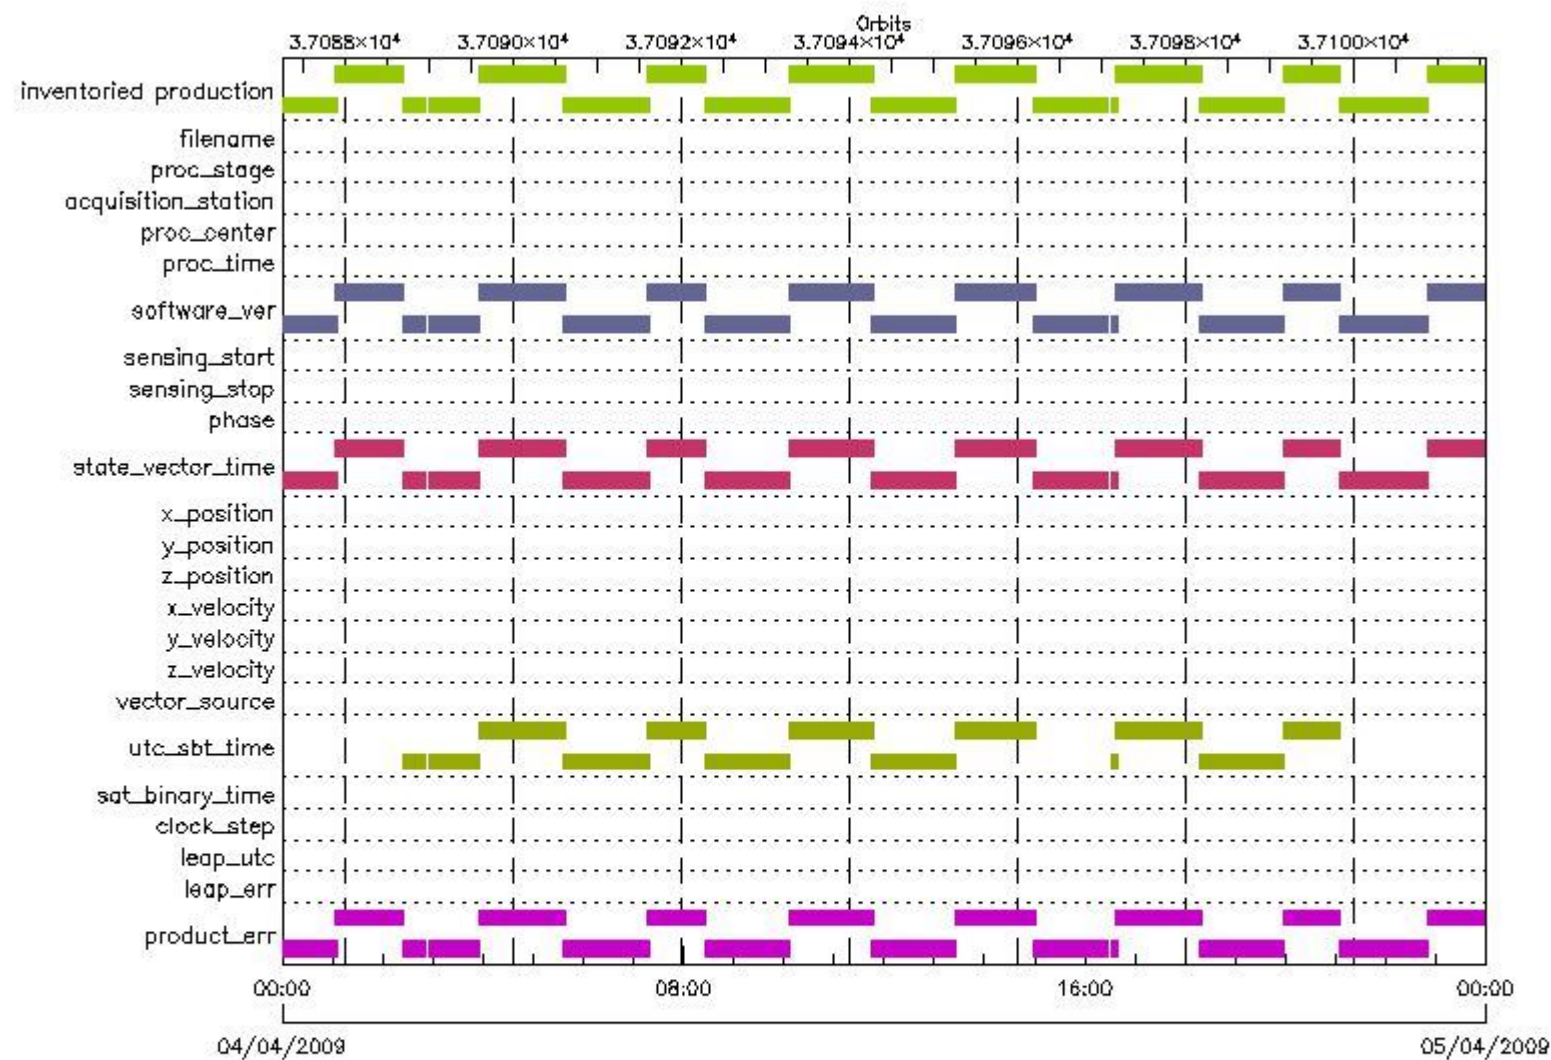 Orbits
3.7088×10⁴ 3.7090×10⁴ 3.7092×10⁴ 3.7094×10⁴ 3.7096×10⁴ 3.7098×10⁴ 3.7100×10⁴
inventoried production
filename
proc_stage
acquisition_station
proc_center
proc_time
software_ver
sensing_start
sensing_stop
phase
state_vector_time
x_position
y_position
z_position
x_velocity
y_velocity
z_velocity
vector_source
utc_sbt_time
sat_binary_time
clock_step
leap_utc
leap_err
product_err
00:00 08:00 16:00 00:00
04/04/2009 05/04/2009